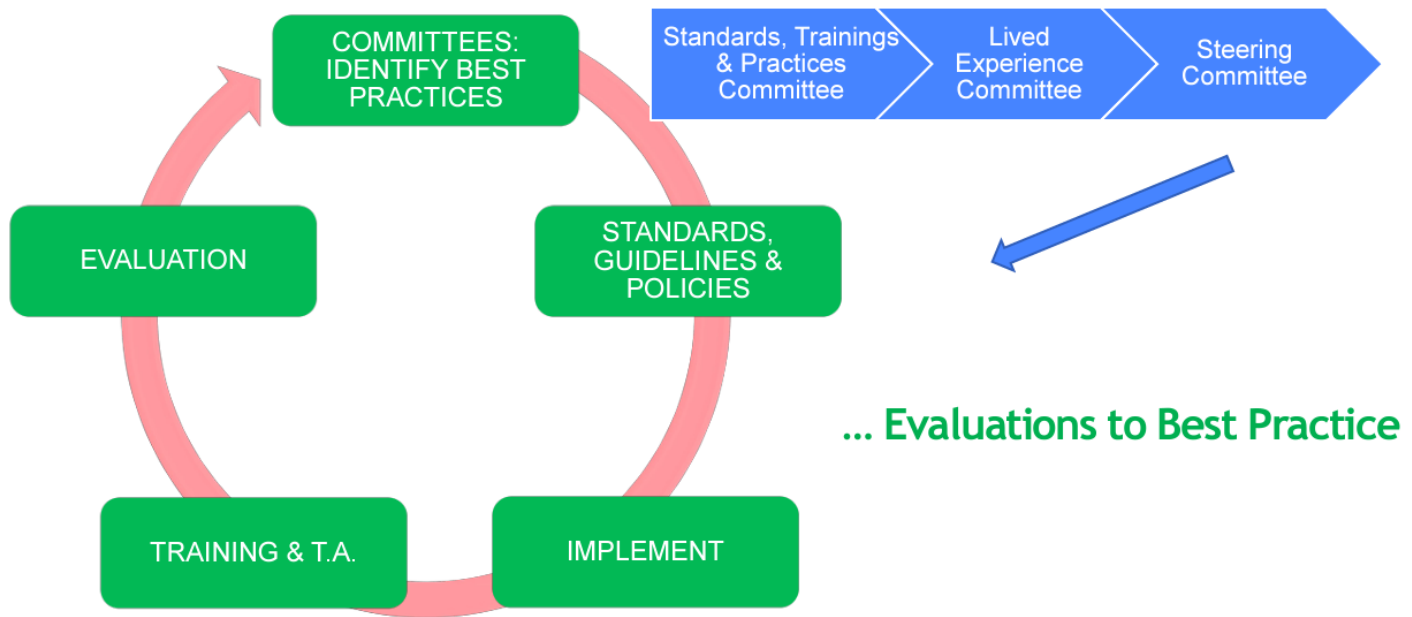 COMMITTEES:
IDENTIFY BEST
PRACTICES
Standards, Trainings
& Practices
Committee
Lived
Experience
Committee
Steering
Committee
EVALUATION
STANDARDS,
GUIDELINES &
POLICIES
... Evaluations to Best Practice
TRAINING & T.A.
IMPLEMENT